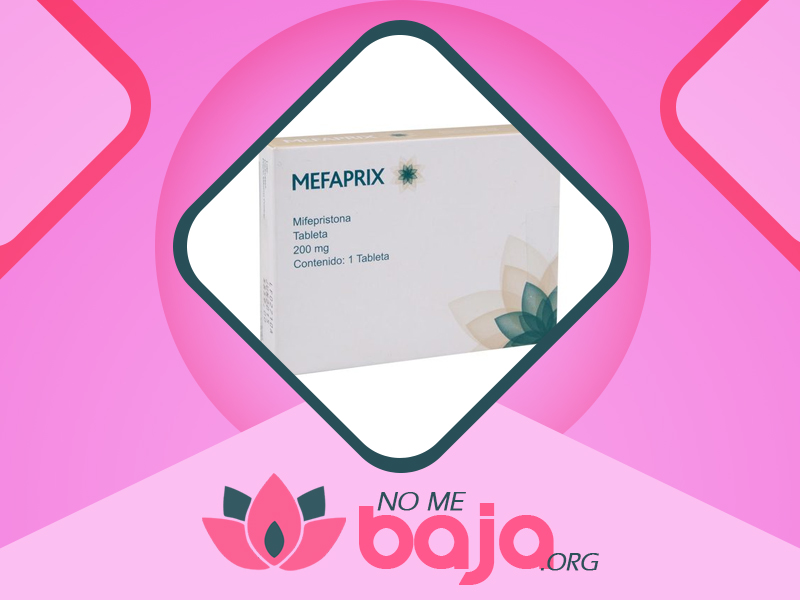 MEFAPRIX
Mifepristona
Tableta
200 mg
Contenido: 1 Tableta
NO ME
baja
.ORG